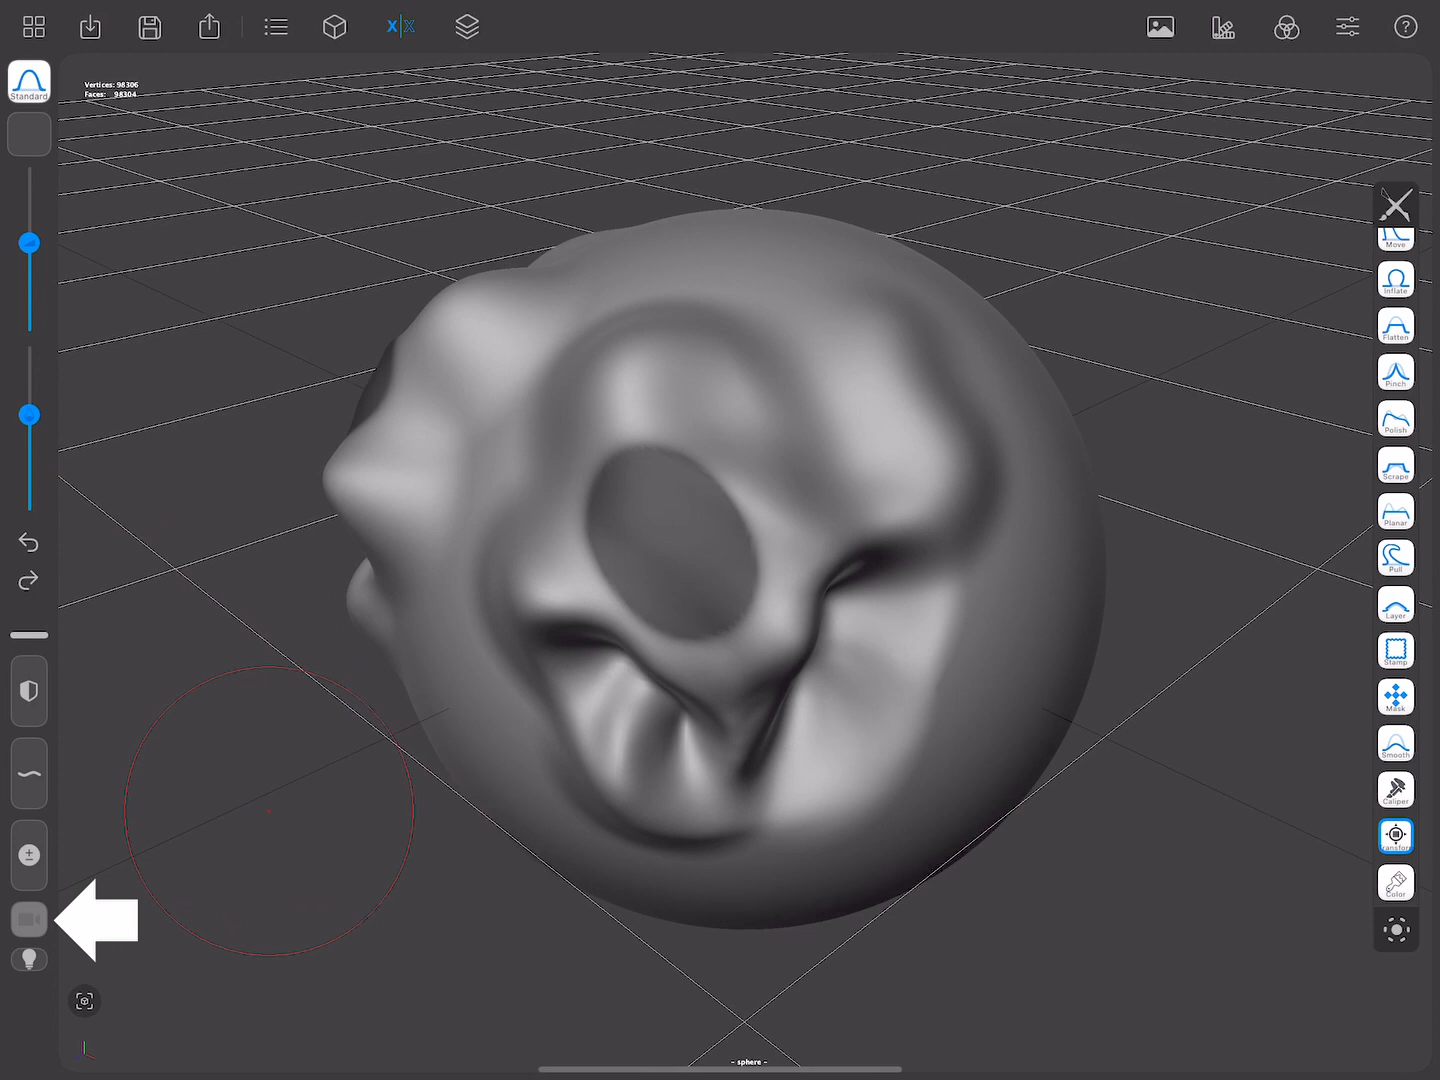 X|X
Standard
Vertices: 98306
Faces: 98304
Move
Inflate
Flatten
Pinch
Polish
Scrape
Planar
Pull
Layer
Stamp
Mask
Smooth
Caliper
ransfor
Color
- sphere -